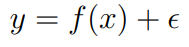 y = f(x) + ϵ